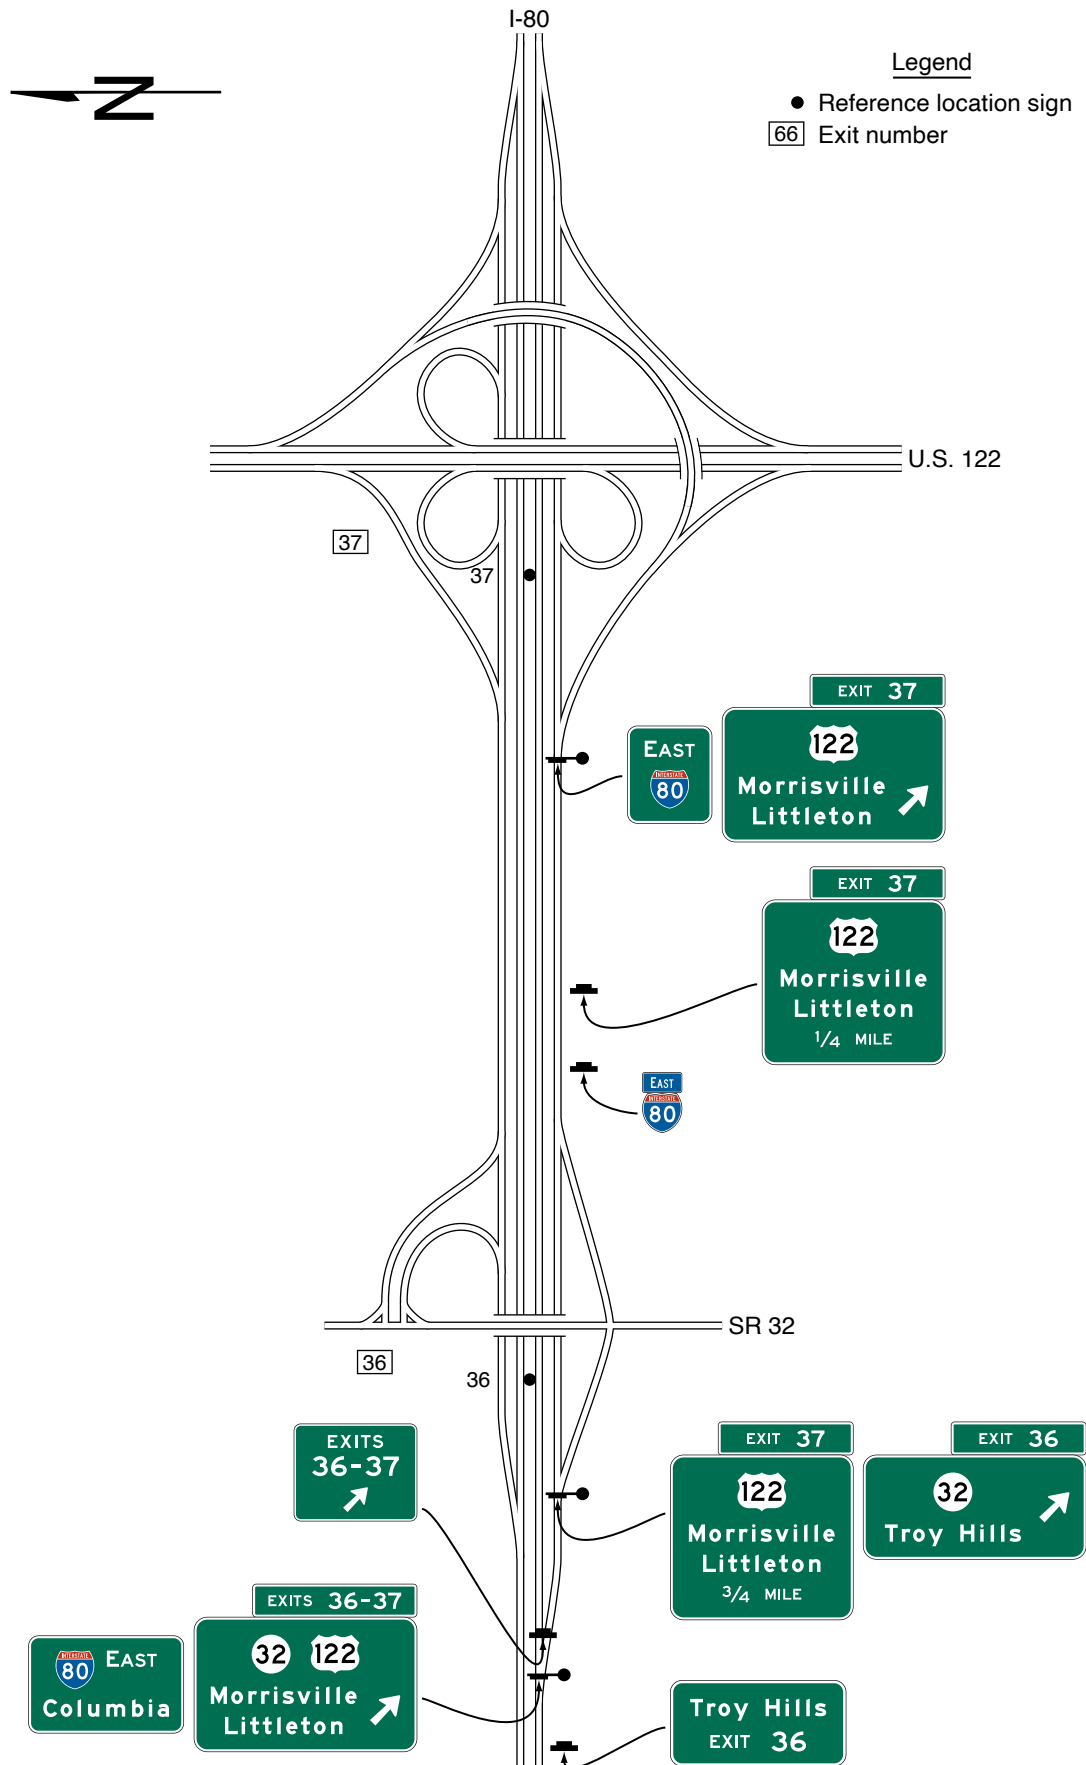 I-80
N
Legend
Reference location sign
66 Exit number
U.S. 122
37
37
EXIT 37
122
Morrisville
Littleton
EAST
INTERSTATE
80
EXIT 37
122
Morrisville
Littleton
1/4 MILE
EAST
INTERSTATE
80
SR 32
36
36
EXITS
36-37
EXIT 37
122
Morrisville
Littleton
3/4 MILE
EXIT 36
32
Troy Hills
EXITS 36-37
32 122
Morrisville
Littleton
INTERSTATE
80 EAST
Columbia
Troy Hills
EXIT 36